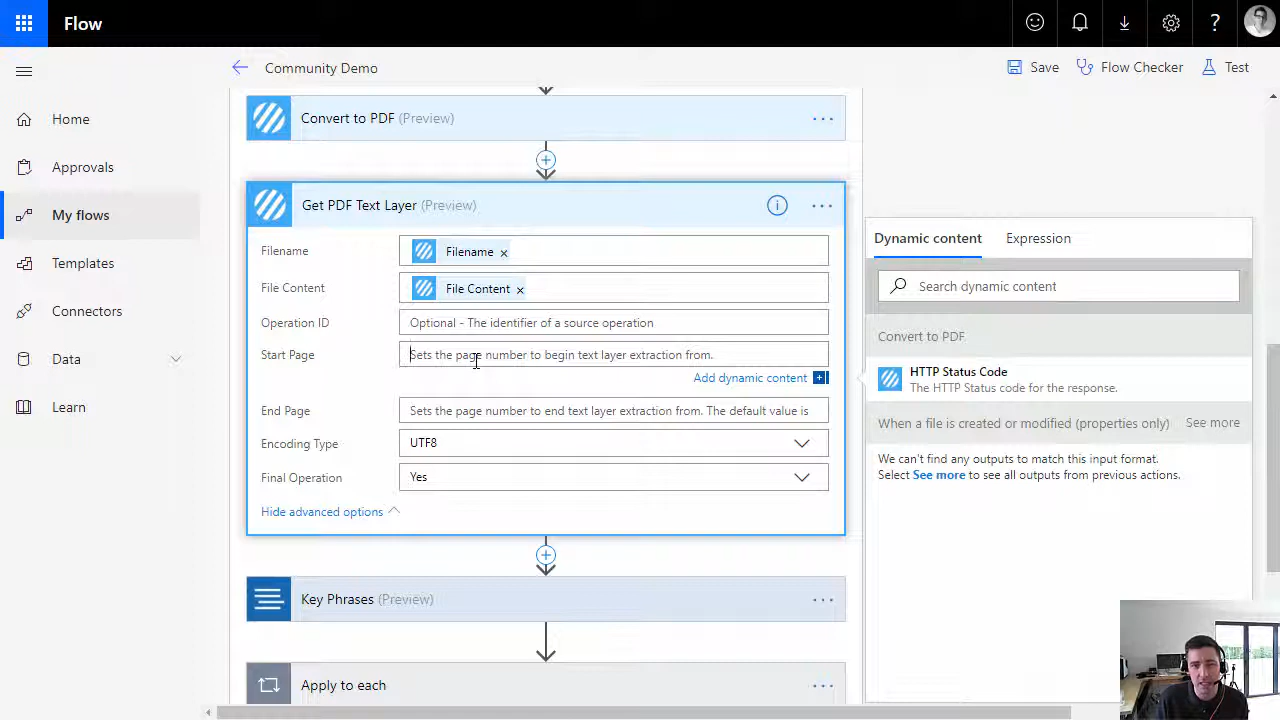 Flow
?
Community Demo
Save
Flow Checker
Test
Home
Approvals
My flows
Templates
Connectors
Data
Learn
Convert to PDF (Preview)
Get PDF Text Layer (Preview)
Filename
Filename ×
File Content
File Content ×
Operation ID
Optional - The identifier of a source operation
Start Page
Sets the page number to begin text layer extraction from.
Add dynamic content
End Page
Sets the page number to end text layer extraction from. The default value is
Encoding Type
UTF8
Final Operation
Yes
Hide advanced options
Key Phrases (Preview)
Apply to each
Dynamic content
Expression
Search dynamic content
Convert to PDF
HTTP Status Code
The HTTP Status code for the response.
When a file is created or modified (properties only)
See more
We can't find any outputs to match this input format.
Select See more to see all outputs from previous actions.